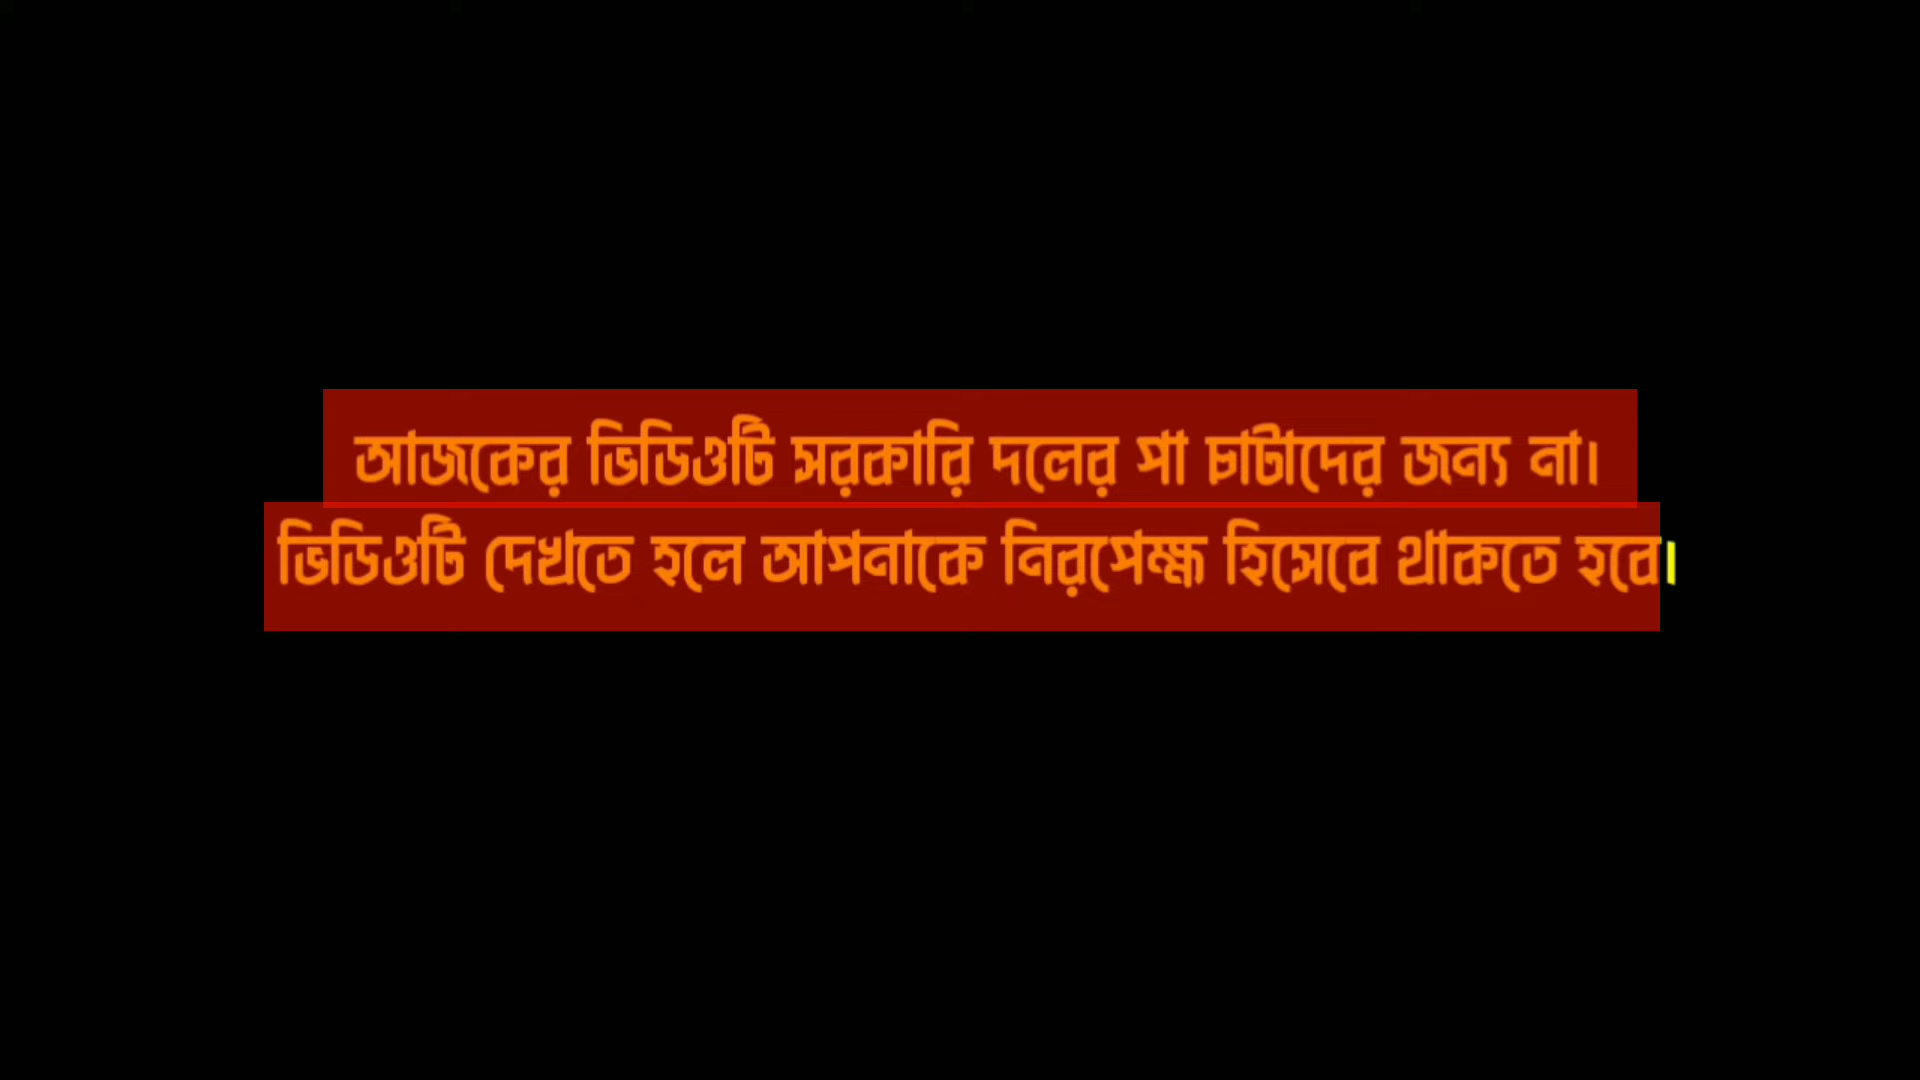 আজকের ভিডিওটি সরকারি দলের পা চাটাদের জন্য না।
ভিডিওটি দেখতে হলে আপনাকে নিরপেক্ষ হিসেবে থাকতে হবে।